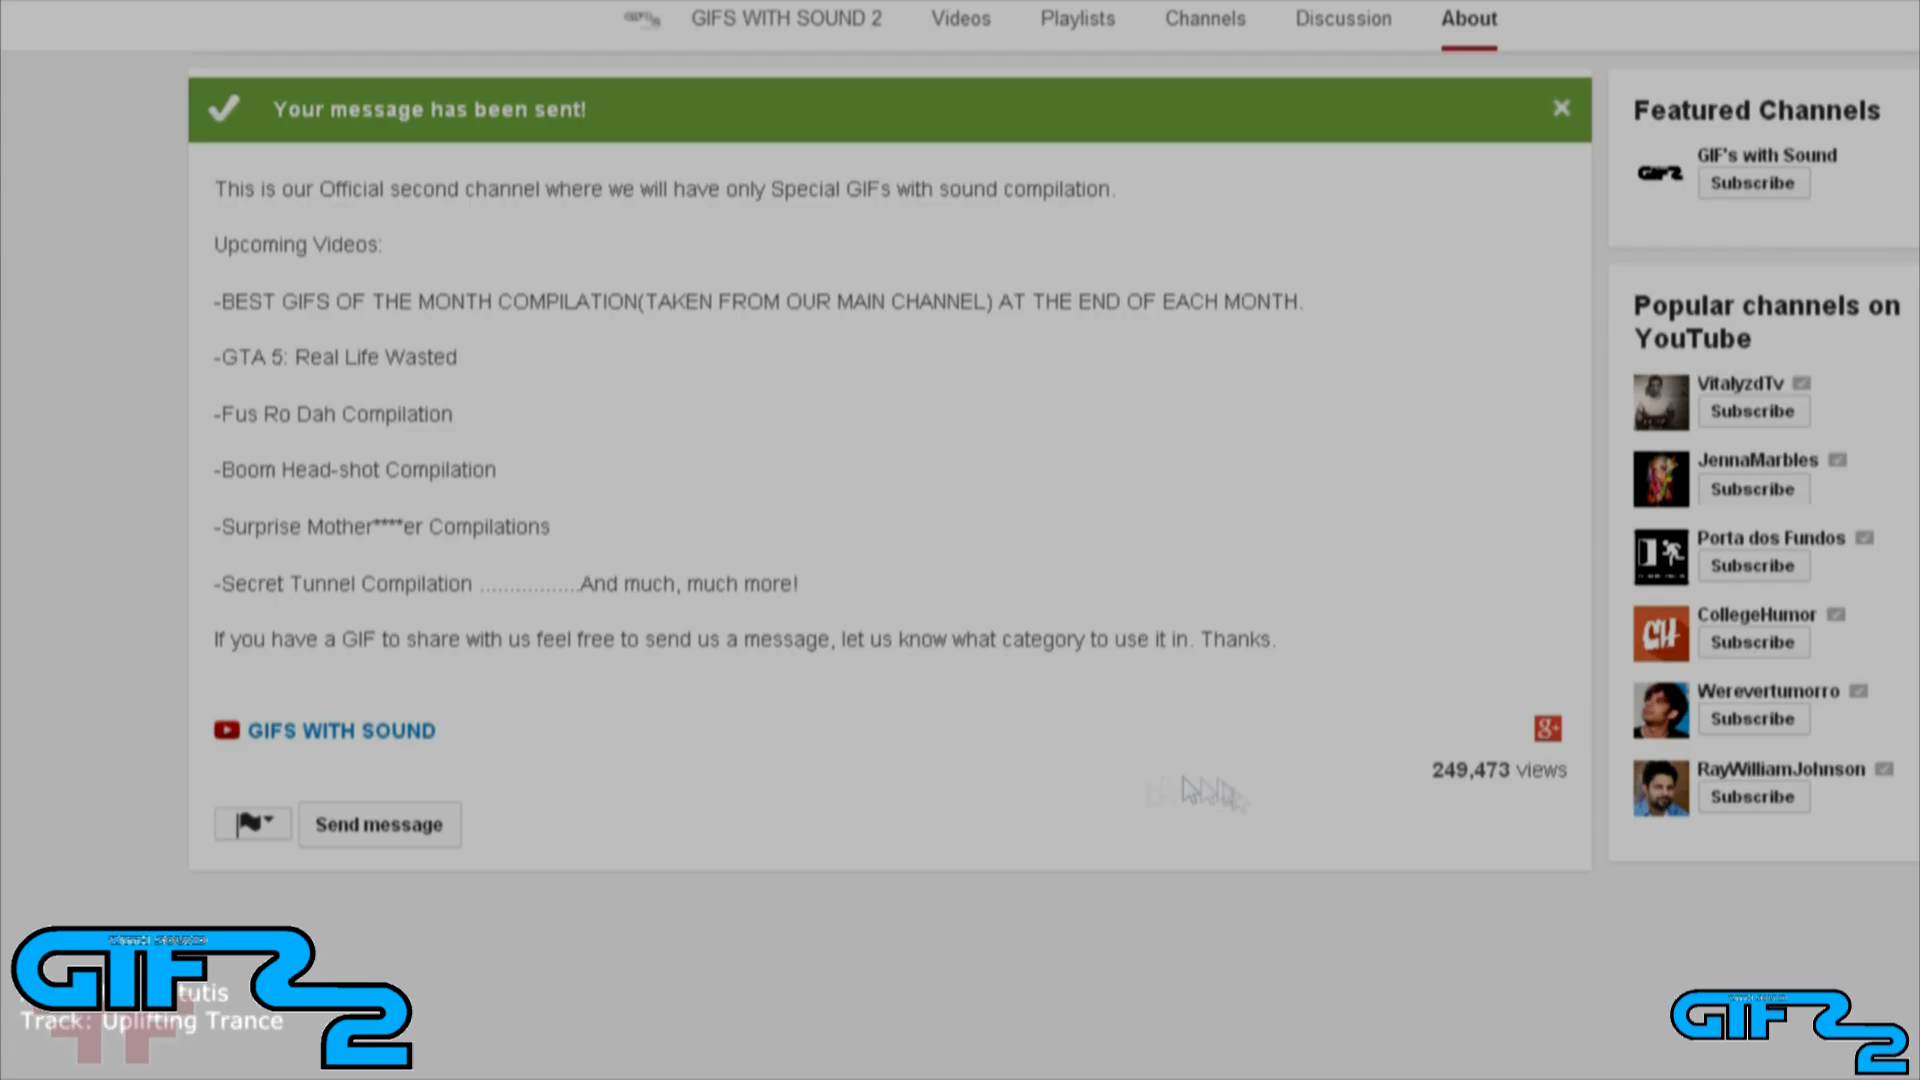 GIFS WITH SOUND 2
Videos
Playlists
Channels
Discussion
About
Your message has been sent!
This is our Official second channel where we will have only Special GIFs with sound compilation.
Upcoming Videos:
-BEST GIFS OF THE MONTH COMPILATION(TAKEN FROM OUR MAIN CHANNEL) AT THE END OF EACH MONTH.
-GTA 5: Real Life Wasted
-Fus Ro Dah Compilation
-Boom Head-shot Compilation
-Surprise Mother****er Compilations
-Secret Tunnel Compilation .................And much, much more!
If you have a GIF to share with us feel free to send us a message, let us know what category to use it in. Thanks.
GIFS WITH SOUND
g+
249,473 views
Send message
Featured Channels
GIF's with Sound
Subscribe
Popular channels on
YouTube
VitalyzdTv
Subscribe
JennaMarbles
Subscribe
Porta dos Fundos
Subscribe
CollegeHumor
CH
Subscribe
Werevertumorro
Subscribe
RayWilliamJohnson
Subscribe
GIF 2
tutis
Track: Uplifting Trance
GIF 2